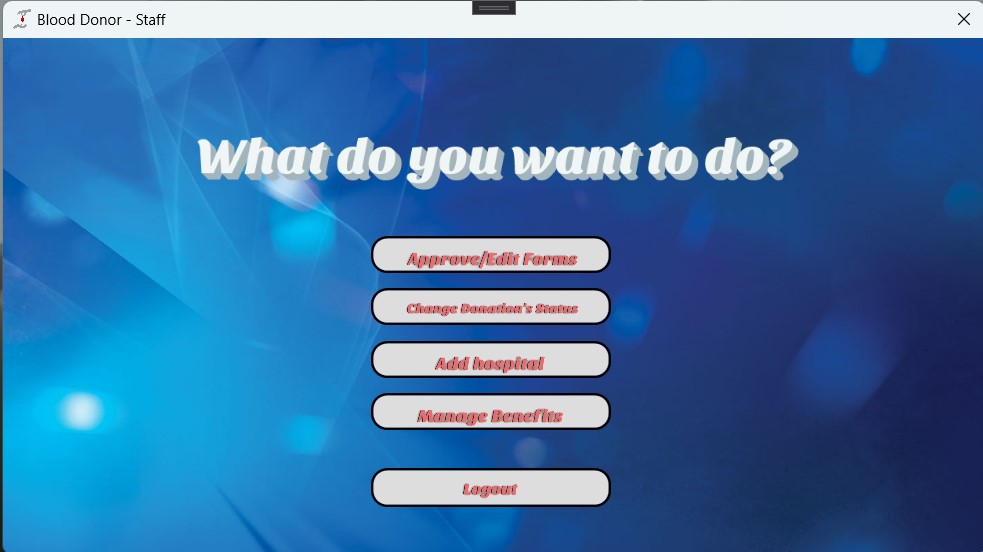 Blood Donor - Staff
What do you want to do?
Approve/Edit Forms
Change Donation's Status
Add hospital
Manage Benefits
Logout